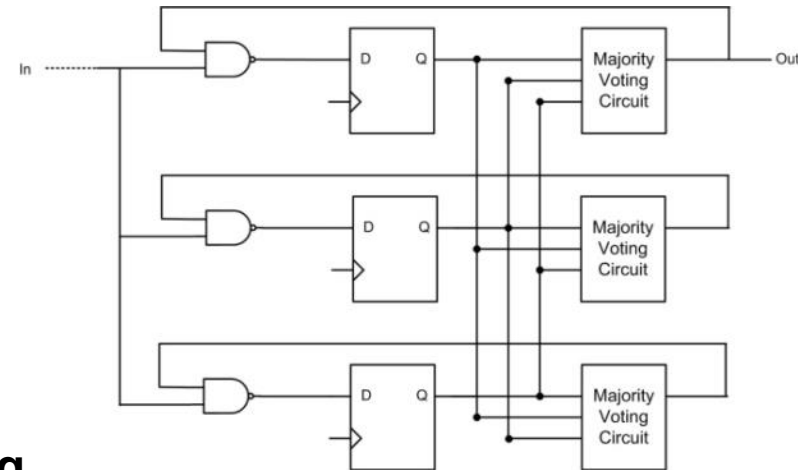 D Q Majority
Voting
Circuit
Out
In
D Q Majority
Voting
Circuit
D Q Majority
Voting
Circuit